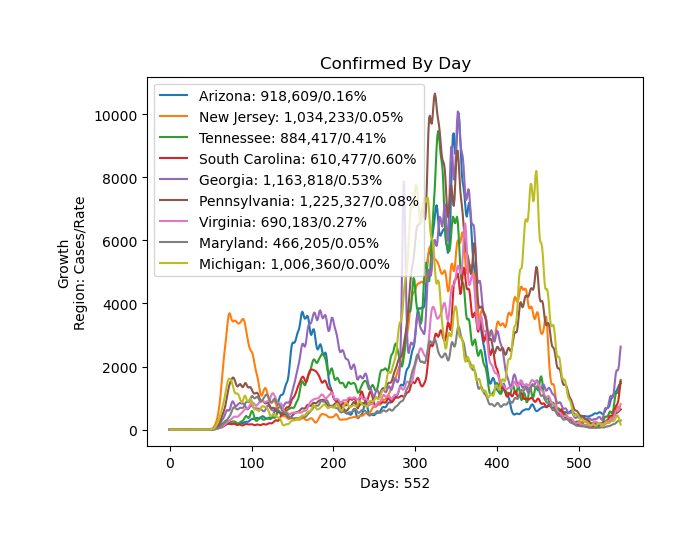 Confirmed By Day
Arizona: 918,609/0.16%
New Jersey: 1,034,233/0.05%
Tennessee: 884,417/0.41%
South Carolina: 610,477/0.60%
Georgia: 1,163,818/0.53%
Pennsylvania: 1,225,327/0.08%
Virginia: 690,183/0.27%
Maryland: 466,205/0.05%
Michigan: 1,006,360/0.00%
Growth
Region: Cases/Rate
10000
8000
6000
4000
2000
0
0 100 200 300 400 500
Days: 552